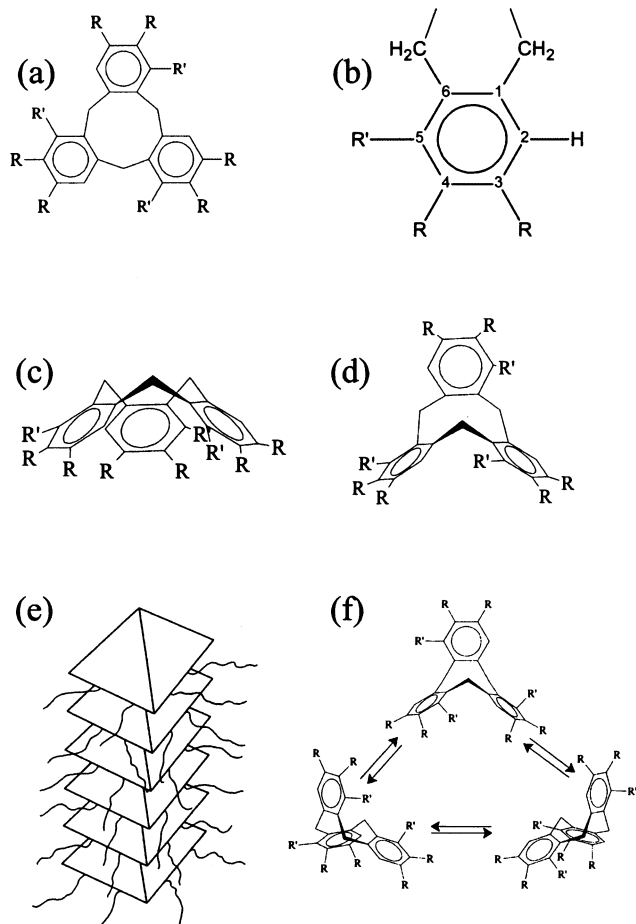 (a)
R R
R'
R'
R R
R R' R
(b)
H₂C CH₂
6 1
R' 5 2 H
4 3
R R
(c)
R' R' R
R R' R
R R R
(d)
R R
R'
R' R'
R R
R R
(e)
(f)
R R
R'
R'
R R'
R R R
R R
R R
R' R'
R' R'
R' R
R R R R
R R